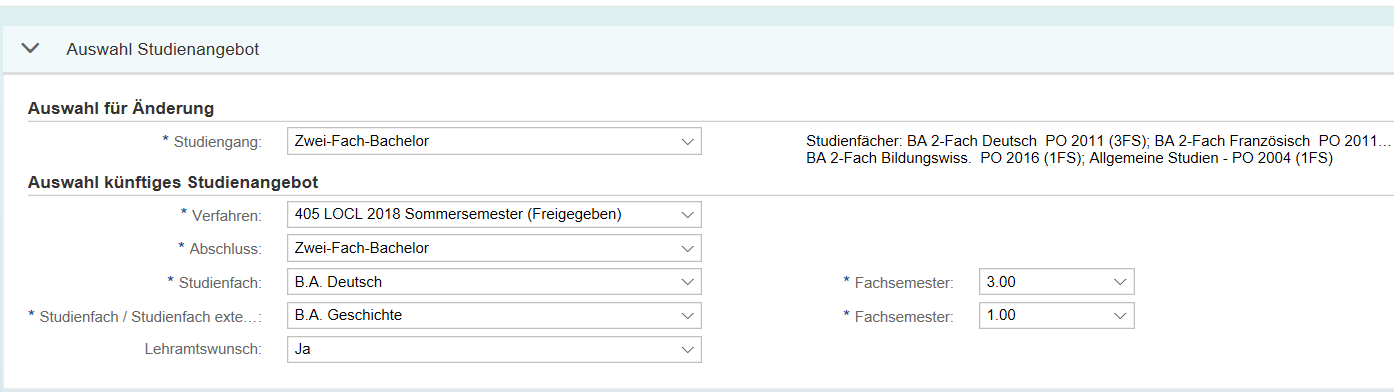 Auswahl Studienangebot
Auswahl für Änderung
* Studiengang: Zwei-Fach-Bachelor Studienfächer: BA 2-Fach Deutsch PO 2011 (3FS); BA 2-Fach Französisch PO 2011...
BA 2-Fach Bildungswiss. PO 2016 (1FS); Allgemeine Studien - PO 2004 (1FS)
Auswahl künftiges Studienangebot
* Verfahren: 405 LOCL 2018 Sommersemester (Freigegeben)
* Abschluss: Zwei-Fach-Bachelor
* Studienfach: B.A. Deutsch * Fachsemester: 3.00
* Studienfach / Studienfach exte...: B.A. Geschichte * Fachsemester: 1.00
Lehramtswunsch: Ja